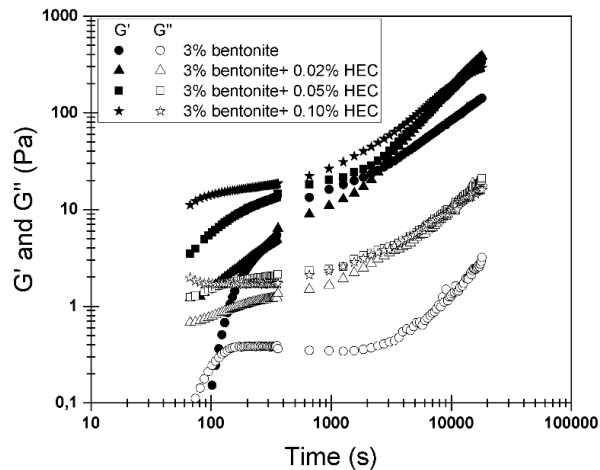 G' G''
3% bentonite
3% bentonite+ 0.02% HEC
3% bentonite+ 0.05% HEC
3% bentonite+ 0.10% HEC
1000
100
10
1
0,1
G' and G'' (Pa)
10 100 1000 10000 100000
Time (s)